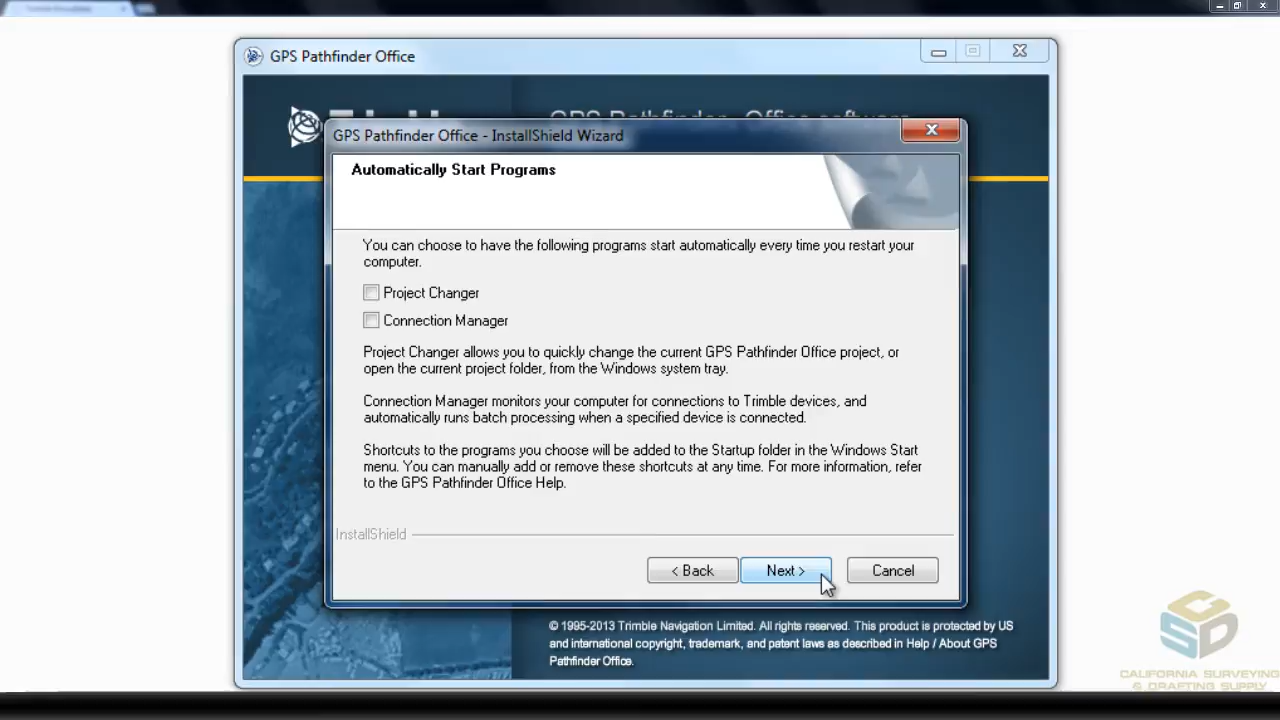 GPS Pathfinder Office
GPS Pathfinder Office - InstallShield Wizard
Automatically Start Programs
You can choose to have the following programs start automatically every time you restart your
computer.
Project Changer
Connection Manager
Project Changer allows you to quickly change the current GPS Pathfinder Office project, or
open the current project folder, from the Windows system tray.
Connection Manager monitors your computer for connections to Trimble devices, and
automatically runs batch processing when a specified device is connected.
Shortcuts to the programs you choose will be added to the Startup folder in the Windows Start
menu. You can manually add or remove these shortcuts at any time. For more information, refer
to the GPS Pathfinder Office Help.
InstallShield
< Back Next > Cancel
© 1995-2013 Trimble Navigation Limited. All rights reserved. This product is protected by US
and international copyright, trademark, and patent laws as described in Help / About GPS
Pathfinder Office.
CSD
CALIFORNIA SURVEYING
& DRAFTING SUPPLY